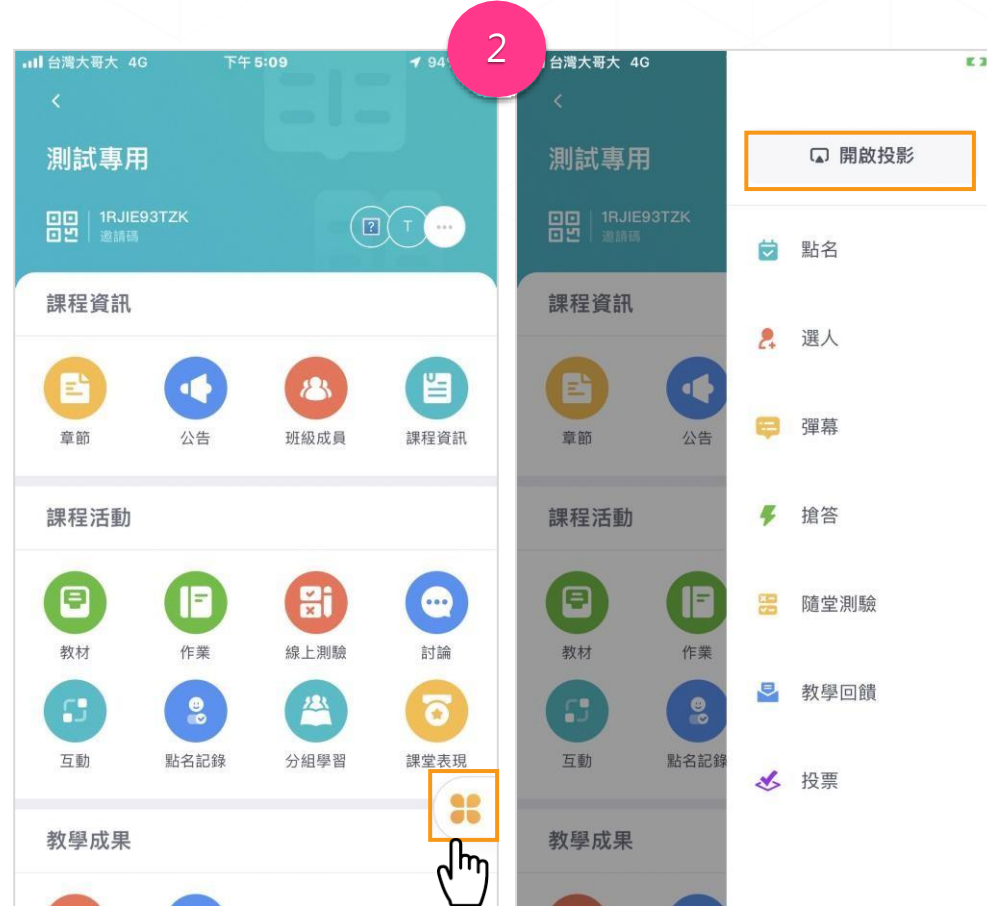 2
台灣大哥大 4G 下午5:09 94
測試專用
1RJIE93TZK
邀請碼
? T ...
課程資訊
章節 公告 班級成員 課程資訊
課程活動
教材 作業 線上測驗 討論
互動 點名記錄 分組學習 課堂表現
教學成果
台灣大哥大 4G
測試專用
1RJIE93TZK
邀請碼
課程資訊
章節 公告
課程活動
教材 作業
互動 點名記錄
教學成果
開啟投影
點名
選人
彈幕
搶答
隨堂測驗
教學回饋
投票